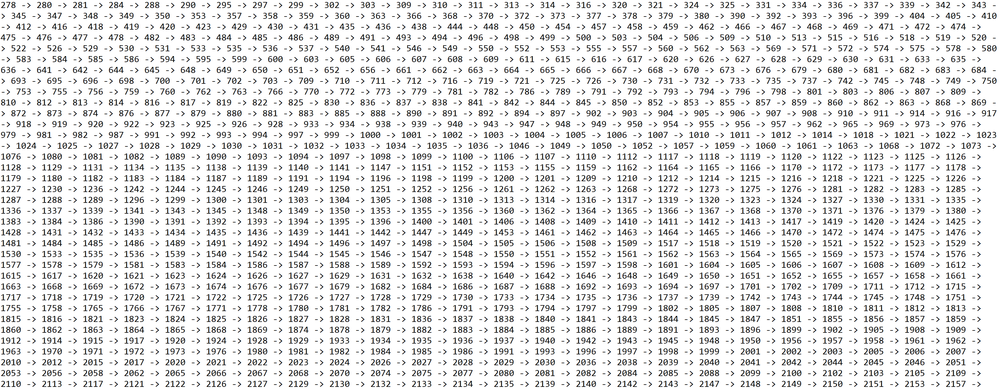 278 -> 280 -> 281 -> 284 -> 288 -> 290 -> 295 -> 297 -> 299 -> 302 -> 303 -> 309 -> 310 -> 311 -> 313 -> 314 -> 316 -> 320 -> 321 -> 324 -> 325 -> 331 -> 334 -> 336 -> 337 -> 339 -> 342 -> 343 -
> 345 -> 347 -> 348 -> 349 -> 350 -> 353 -> 357 -> 358 -> 359 -> 360 -> 363 -> 366 -> 368 -> 370 -> 372 -> 373 -> 377 -> 378 -> 379 -> 380 -> 390 -> 392 -> 393 -> 396 -> 399 -> 404 -> 405 -> 410
-> 412 -> 416 -> 418 -> 419 -> 420 -> 423 -> 429 -> 430 -> 431 -> 435 -> 436 -> 438 -> 444 -> 448 -> 450 -> 454 -> 457 -> 458 -> 459 -> 462 -> 466 -> 467 -> 468 -> 469 -> 471 -> 472 -> 474 ->
475 -> 476 -> 477 -> 478 -> 482 -> 483 -> 484 -> 485 -> 486 -> 489 -> 491 -> 493 -> 494 -> 496 -> 498 -> 499 -> 500 -> 503 -> 504 -> 506 -> 509 -> 510 -> 513 -> 515 -> 516 -> 518 -> 519 -> 520 -
> 522 -> 526 -> 529 -> 530 -> 531 -> 533 -> 535 -> 536 -> 537 -> 540 -> 541 -> 546 -> 549 -> 550 -> 552 -> 553 -> 555 -> 557 -> 560 -> 562 -> 563 -> 569 -> 571 -> 572 -> 574 -> 575 -> 578 -> 580
-> 583 -> 584 -> 585 -> 586 -> 594 -> 595 -> 599 -> 600 -> 603 -> 605 -> 606 -> 607 -> 608 -> 609 -> 611 -> 615 -> 616 -> 617 -> 620 -> 626 -> 627 -> 628 -> 629 -> 630 -> 631 -> 633 -> 635 ->
636 -> 641 -> 642 -> 644 -> 645 -> 648 -> 649 -> 650 -> 651 -> 652 -> 656 -> 661 -> 662 -> 663 -> 664 -> 665 -> 666 -> 667 -> 668 -> 670 -> 673 -> 676 -> 679 -> 680 -> 681 -> 682 -> 683 -> 684 -
> 693 -> 695 -> 696 -> 698 -> 700 -> 701 -> 702 -> 703 -> 709 -> 710 -> 711 -> 712 -> 716 -> 719 -> 721 -> 725 -> 726 -> 730 -> 731 -> 732 -> 733 -> 735 -> 737 -> 742 -> 745 -> 748 -> 749 -> 750
-> 753 -> 755 -> 756 -> 759 -> 760 -> 762 -> 763 -> 766 -> 770 -> 772 -> 773 -> 779 -> 781 -> 782 -> 786 -> 789 -> 791 -> 792 -> 793 -> 794 -> 796 -> 798 -> 801 -> 803 -> 806 -> 807 -> 809 ->
810 -> 812 -> 813 -> 814 -> 816 -> 817 -> 819 -> 822 -> 825 -> 830 -> 836 -> 837 -> 838 -> 841 -> 842 -> 844 -> 845 -> 850 -> 852 -> 853 -> 855 -> 857 -> 859 -> 860 -> 862 -> 863 -> 868 -> 869 -
> 872 -> 873 -> 874 -> 876 -> 877 -> 879 -> 880 -> 881 -> 883 -> 885 -> 888 -> 890 -> 891 -> 892 -> 894 -> 897 -> 902 -> 903 -> 904 -> 905 -> 906 -> 907 -> 908 -> 910 -> 911 -> 914 -> 916 -> 917
-> 918 -> 919 -> 920 -> 922 -> 923 -> 925 -> 926 -> 928 -> 933 -> 934 -> 938 -> 939 -> 940 -> 943 -> 947 -> 948 -> 949 -> 950 -> 954 -> 955 -> 956 -> 957 -> 962 -> 965 -> 969 -> 973 -> 976 ->
979 -> 981 -> 982 -> 987 -> 991 -> 992 -> 993 -> 994 -> 997 -> 999 -> 1000 -> 1001 -> 1002 -> 1003 -> 1004 -> 1005 -> 1006 -> 1007 -> 1010 -> 1011 -> 1012 -> 1014 -> 1018 -> 1021 -> 1022 -> 1023
-> 1024 -> 1025 -> 1027 -> 1028 -> 1029 -> 1030 -> 1031 -> 1032 -> 1033 -> 1034 -> 1035 -> 1036 -> 1046 -> 1049 -> 1050 -> 1052 -> 1057 -> 1059 -> 1060 -> 1061 -> 1063 -> 1068 -> 1072 -> 1073 ->
1076 -> 1080 -> 1081 -> 1082 -> 1089 -> 1090 -> 1093 -> 1094 -> 1097 -> 1098 -> 1099 -> 1100 -> 1106 -> 1107 -> 1110 -> 1112 -> 1117 -> 1118 -> 1119 -> 1120 -> 1122 -> 1123 -> 1125 -> 1126 ->
1128 -> 1129 -> 1131 -> 1134 -> 1135 -> 1138 -> 1139 -> 1140 -> 1141 -> 1147 -> 1151 -> 1152 -> 1153 -> 1155 -> 1159 -> 1162 -> 1164 -> 1165 -> 1166 -> 1170 -> 1172 -> 1173 -> 1177 -> 1178 ->
1179 -> 1180 -> 1182 -> 1183 -> 1184 -> 1187 -> 1189 -> 1191 -> 1194 -> 1196 -> 1198 -> 1199 -> 1200 -> 1201 -> 1209 -> 1210 -> 1212 -> 1214 -> 1215 -> 1216 -> 1218 -> 1221 -> 1225 -> 1226 ->
1227 -> 1230 -> 1236 -> 1242 -> 1244 -> 1245 -> 1246 -> 1249 -> 1250 -> 1251 -> 1252 -> 1256 -> 1261 -> 1262 -> 1263 -> 1268 -> 1272 -> 1273 -> 1275 -> 1276 -> 1281 -> 1282 -> 1283 -> 1285 ->
1287 -> 1288 -> 1289 -> 1296 -> 1299 -> 1300 -> 1301 -> 1303 -> 1304 -> 1305 -> 1308 -> 1310 -> 1313 -> 1314 -> 1316 -> 1317 -> 1319 -> 1320 -> 1323 -> 1324 -> 1327 -> 1330 -> 1331 -> 1335 ->
1336 -> 1337 -> 1339 -> 1341 -> 1343 -> 1345 -> 1348 -> 1349 -> 1350 -> 1353 -> 1355 -> 1356 -> 1360 -> 1362 -> 1364 -> 1365 -> 1366 -> 1367 -> 1368 -> 1370 -> 1371 -> 1376 -> 1379 -> 1380 ->
1383 -> 1384 -> 1386 -> 1390 -> 1391 -> 1392 -> 1393 -> 1394 -> 1395 -> 1396 -> 1400 -> 1401 -> 1406 -> 1408 -> 1409 -> 1410 -> 1411 -> 1412 -> 1413 -> 1417 -> 1419 -> 1420 -> 1424 -> 1425 ->
1428 -> 1431 -> 1432 -> 1433 -> 1434 -> 1435 -> 1436 -> 1439 -> 1441 -> 1442 -> 1447 -> 1449 -> 1453 -> 1461 -> 1462 -> 1463 -> 1464 -> 1465 -> 1466 -> 1470 -> 1472 -> 1474 -> 1475 -> 1476 ->
1481 -> 1484 -> 1485 -> 1486 -> 1489 -> 1491 -> 1492 -> 1494 -> 1496 -> 1497 -> 1498 -> 1504 -> 1505 -> 1506 -> 1508 -> 1509 -> 1517 -> 1518 -> 1519 -> 1520 -> 1521 -> 1522 -> 1523 -> 1529 ->
1530 -> 1533 -> 1535 -> 1536 -> 1539 -> 1540 -> 1542 -> 1544 -> 1545 -> 1546 -> 1547 -> 1548 -> 1550 -> 1551 -> 1552 -> 1561 -> 1562 -> 1563 -> 1564 -> 1565 -> 1569 -> 1573 -> 1574 -> 1576 ->
1577 -> 1578 -> 1579 -> 1581 -> 1583 -> 1584 -> 1586 -> 1587 -> 1588 -> 1589 -> 1592 -> 1593 -> 1594 -> 1596 -> 1597 -> 1598 -> 1601 -> 1604 -> 1605 -> 1606 -> 1607 -> 1608 -> 1609 -> 1612 ->
1615 -> 1617 -> 1620 -> 1621 -> 1623 -> 1624 -> 1626 -> 1627 -> 1629 -> 1631 -> 1632 -> 1638 -> 1640 -> 1642 -> 1646 -> 1648 -> 1649 -> 1650 -> 1651 -> 1652 -> 1655 -> 1657 -> 1658 -> 1661 ->
1663 -> 1668 -> 1669 -> 1672 -> 1673 -> 1674 -> 1676 -> 1677 -> 1679 -> 1682 -> 1684 -> 1686 -> 1687 -> 1688 -> 1692 -> 1693 -> 1694 -> 1697 -> 1701 -> 1702 -> 1709 -> 1711 -> 1712 -> 1715 ->
1717 -> 1718 -> 1719 -> 1720 -> 1721 -> 1722 -> 1725 -> 1726 -> 1727 -> 1728 -> 1729 -> 1730 -> 1733 -> 1734 -> 1735 -> 1736 -> 1737 -> 1739 -> 1742 -> 1743 -> 1744 -> 1745 -> 1748 -> 1751 ->
1755 -> 1758 -> 1765 -> 1766 -> 1767 -> 1771 -> 1778 -> 1780 -> 1781 -> 1782 -> 1786 -> 1791 -> 1793 -> 1794 -> 1797 -> 1799 -> 1802 -> 1805 -> 1807 -> 1808 -> 1810 -> 1811 -> 1812 -> 1813 ->
1815 -> 1816 -> 1821 -> 1823 -> 1824 -> 1825 -> 1826 -> 1827 -> 1828 -> 1831 -> 1836 -> 1837 -> 1838 -> 1840 -> 1841 -> 1843 -> 1844 -> 1845 -> 1847 -> 1851 -> 1855 -> 1856 -> 1857 -> 1859 ->
1860 -> 1862 -> 1863 -> 1864 -> 1865 -> 1868 -> 1869 -> 1874 -> 1878 -> 1879 -> 1882 -> 1883 -> 1884 -> 1885 -> 1886 -> 1889 -> 1891 -> 1893 -> 1896 -> 1899 -> 1902 -> 1905 -> 1908 -> 1909 ->
1912 -> 1914 -> 1915 -> 1917 -> 1920 -> 1924 -> 1928 -> 1929 -> 1933 -> 1934 -> 1935 -> 1936 -> 1937 -> 1940 -> 1942 -> 1943 -> 1945 -> 1948 -> 1950 -> 1956 -> 1957 -> 1958 -> 1961 -> 1962 ->
1963 -> 1970 -> 1971 -> 1972 -> 1973 -> 1976 -> 1980 -> 1981 -> 1982 -> 1984 -> 1985 -> 1986 -> 1991 -> 1993 -> 1996 -> 1997 -> 1998 -> 1999 -> 2001 -> 2002 -> 2003 -> 2005 -> 2006 -> 2007 ->
2010 -> 2012 -> 2015 -> 2017 -> 2020 -> 2021 -> 2022 -> 2023 -> 2024 -> 2026 -> 2027 -> 2028 -> 2029 -> 2030 -> 2036 -> 2038 -> 2039 -> 2040 -> 2041 -> 2042 -> 2044 -> 2045 -> 2046 -> 2051 ->
2053 -> 2056 -> 2058 -> 2062 -> 2065 -> 2066 -> 2067 -> 2068 -> 2070 -> 2074 -> 2075 -> 2077 -> 2080 -> 2081 -> 2082 -> 2084 -> 2085 -> 2088 -> 2099 -> 2100 -> 2102 -> 2103 -> 2105 -> 2109 ->
2110 -> 2113 -> 2117 -> 2121 -> 2122 -> 2126 -> 2127 -> 2129 -> 2130 -> 2132 -> 2133 -> 2134 -> 2135 -> 2139 -> 2140 -> 2142 -> 2143 -> 2147 -> 2148 -> 2149 -> 2150 -> 2151 -> 2153 -> 2157 ->